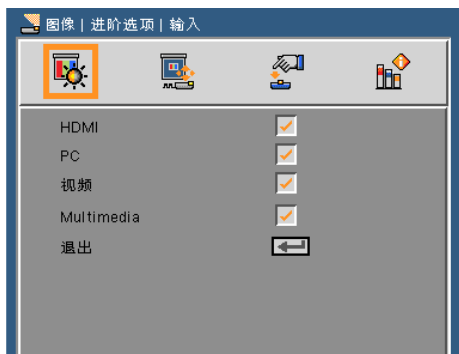 图像 | 进阶选项 | 输入
HDMI
PC
视频
Multimedia
退出